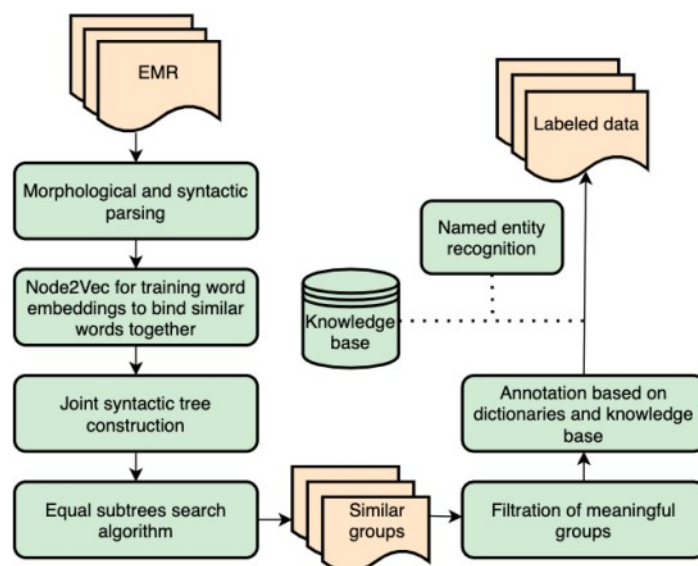 EMR
Morphological and syntactic
parsing
Node2Vec for training word
embeddings to bind similar
words together
Joint syntactic tree
construction
Equal subtrees search
algorithm
Similar
groups
Filtration of meaningful
groups
Annotation based on
dictionaries and knowledge
base
Knowledge
base
Named entity
recognition
Labeled data